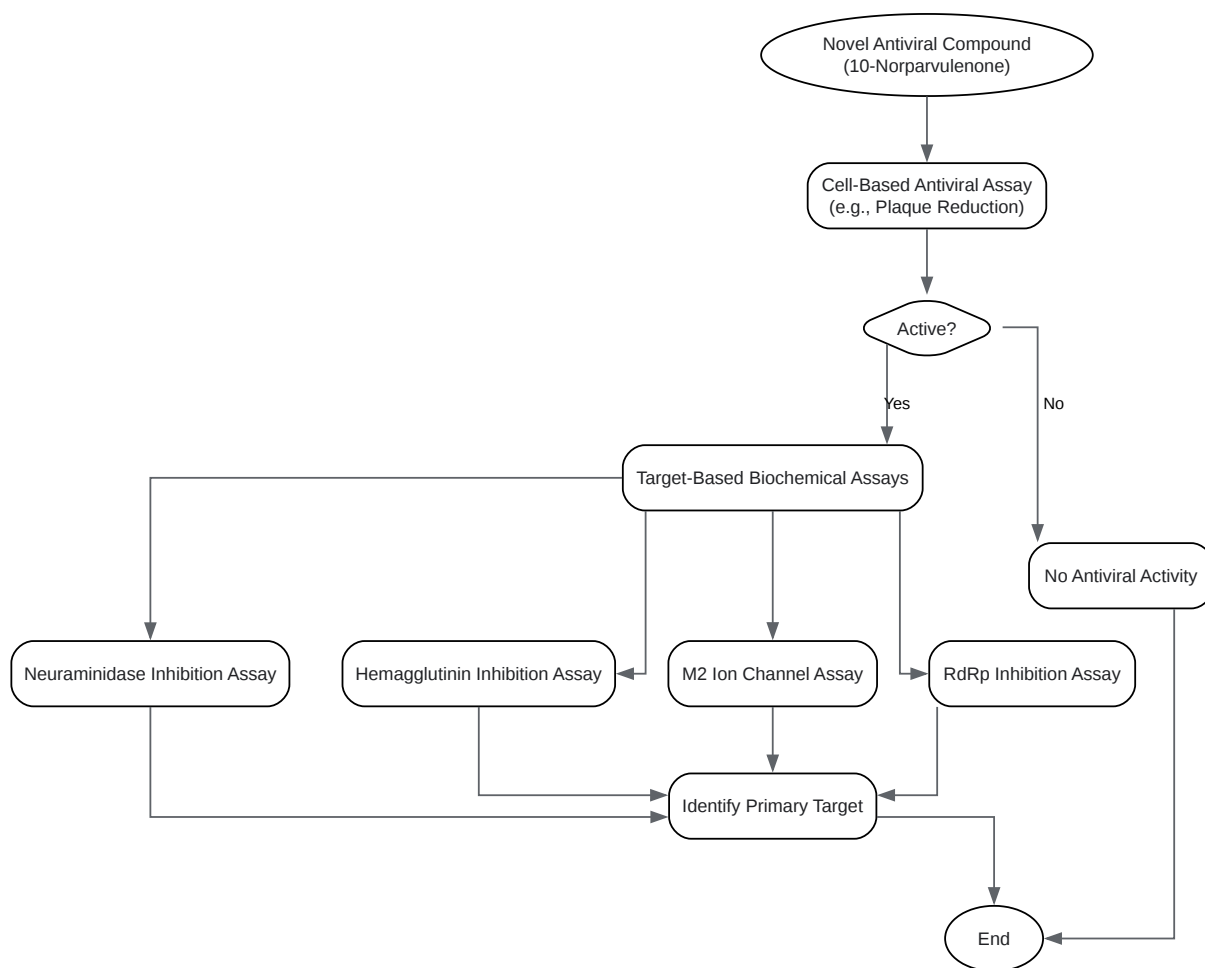 Novel Antiviral Compound
(10-Norparvulenone)
Cell-Based Antiviral Assay
(e.g., Plaque Reduction)
Active?
Yes
No
Target-Based Biochemical Assays
No Antiviral Activity
Neuraminidase Inhibition Assay
Hemagglutinin Inhibition Assay
M2 Ion Channel Assay
RdRp Inhibition Assay
Identify Primary Target
End